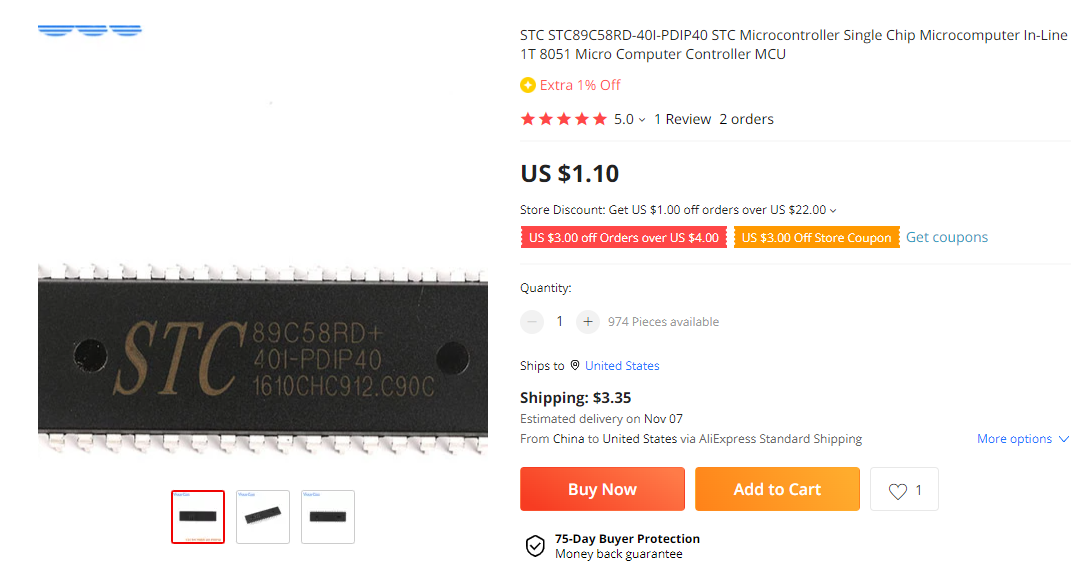 STC STC89C58RD-40I-PDIP40 STC Microcontroller Single Chip Microcomputer In-Line
1T 8051 Micro Computer Controller MCU
Extra 1% Off
5.0 1 Review 2 orders
US $1.10
Store Discount: Get US $1.00 off orders over US $22.00
US $3.00 off Orders over US $4.00 US $3.00 Off Store Coupon Get coupons
Quantity:
1 974 Pieces available
Ships to United States
Shipping: $3.35
Estimated delivery on Nov 07
From China to United States via AliExpress Standard Shipping More options
Buy Now Add to Cart 1
75-Day Buyer Protection
Money back guarantee
STC 89C58RD+
40I-PDIP40
1610CHC912.C90C